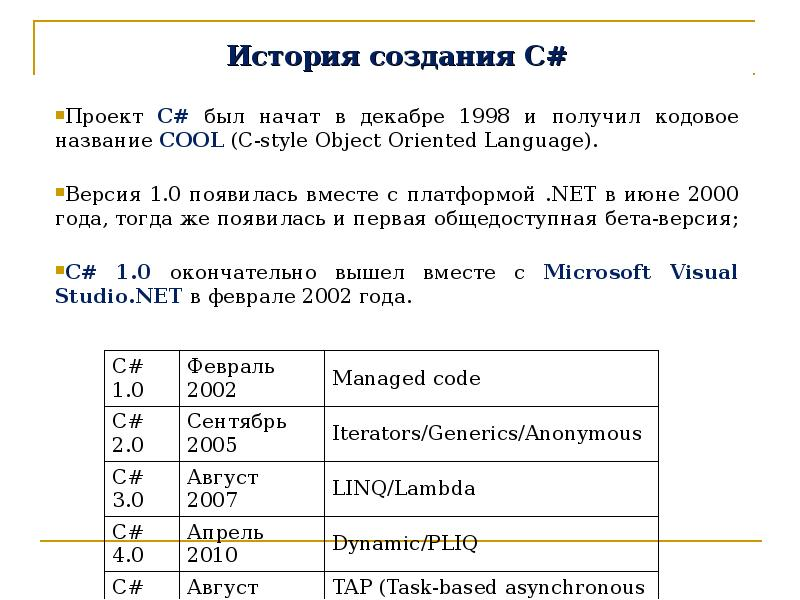 История создания C#
Проект C# был начат в декабре 1998 и получил кодовое
название COOL (C-style Object Oriented Language).
Версия 1.0 появилась вместе с платформой .NET в июне 2000
года, тогда же появилась и первая общедоступная бета-версия;
C# 1.0 окончательно вышел вместе с Microsoft Visual
Studio.NET в феврале 2002 года.
C#
1.0
Февраль
2002
Managed code
C#
2.0
Сентябрь
2005
Iterators/Generics/Anonymous
C#
3.0
Август
2007
LINQ/Lambda
C#
4.0
Апрель
2010
Dynamic/PLIQ
C#
Август
TAP (Task-based asynchronous